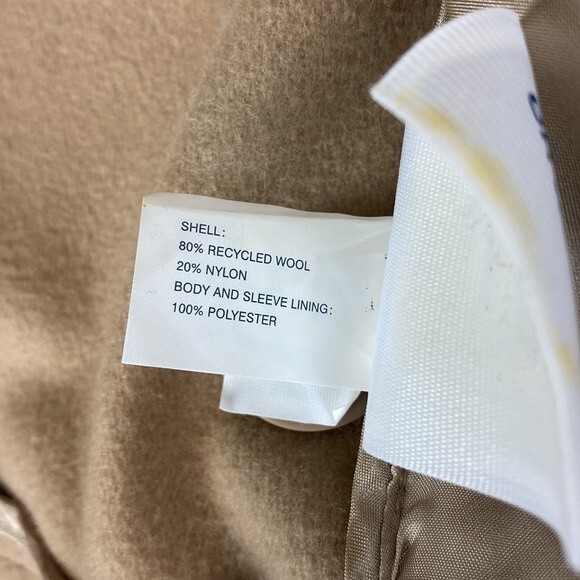 SHELL:
80% RECYCLED WOOL
20% NYLON
BODY AND SLEEVE LINING:
100% POLYESTER